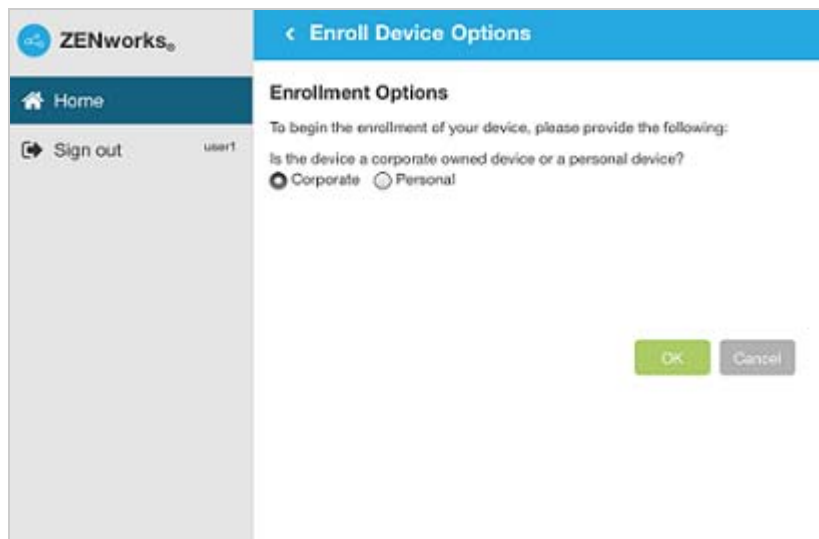 ZENworks®
< Enroll Device Options
Home
Sign out user1
Enrollment Options
To begin the enrollment of your device, please provide the following:
Is the device a corporate owned device or a personal device?
Corporate Personal
OK Cancel